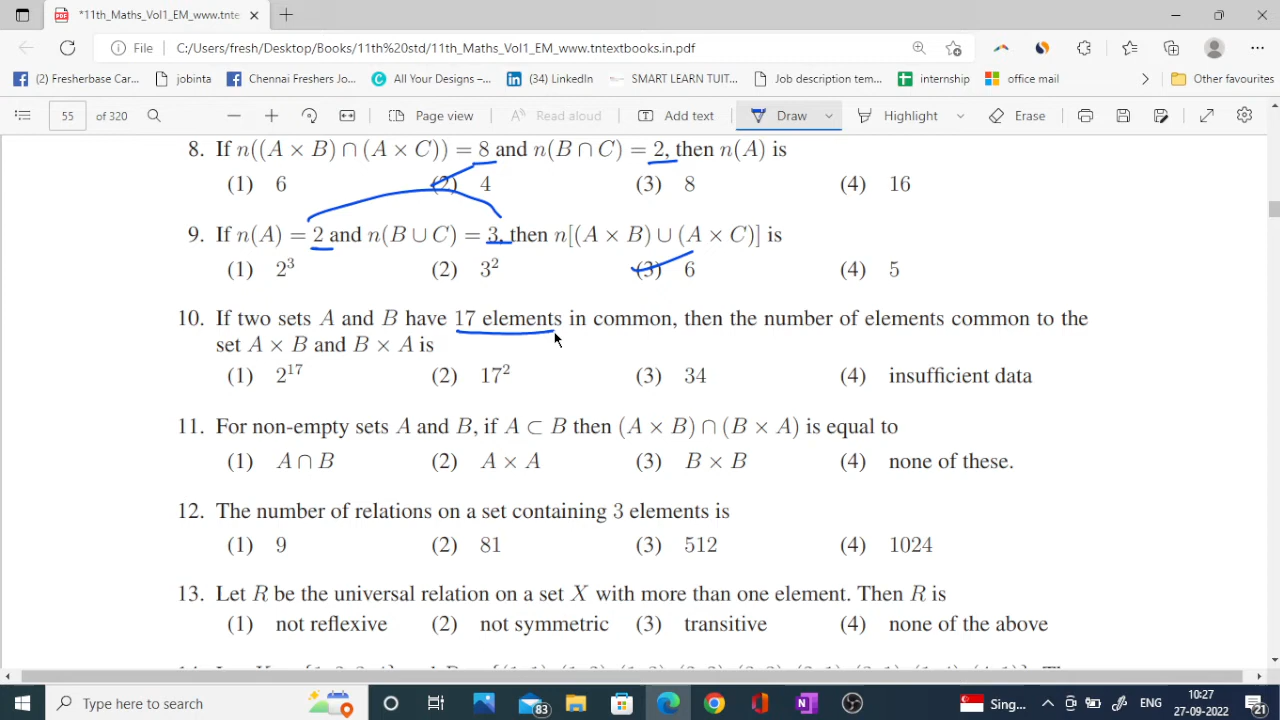 *11th_Maths_Vol1_EM_www.tnte
File C:/Users/fresh/Desktop/Books/11th%20std/11th_Maths_Vol1_EM_www.tntextbooks.in.pdf
(2) Fresherbase Car... jobinta Chennai Freshers Jo... All Your Designs –... (34) LinkedIn SMART LEARN TUIT... Job description tem... internship office mail Other favourites
55 of 320 Page view Read aloud Add text Draw Highlight Erase
8. If n((A × B) ∩ (A × C)) = 8 and n(B ∩ C) = 2, then n(A) is
(1) 6 (2) 4 (3) 8 (4) 16
9. If n(A) = 2 and n(B ∪ C) = 3, then n[(A × B) ∪ (A × C)] is
(1) 2³ (2) 3² (3) 6 (4) 5
10. If two sets A and B have 17 elements in common, then the number of elements common to the
set A × B and B × A is
(1) 2¹⁷ (2) 17² (3) 34 (4) insufficient data
11. For non-empty sets A and B, if A ⊂ B then (A × B) ∩ (B × A) is equal to
(1) A ∩ B (2) A × A (3) B × B (4) none of these.
12. The number of relations on a set containing 3 elements is
(1) 9 (2) 81 (3) 512 (4) 1024
13. Let R be the universal relation on a set X with more than one element. Then R is
(1) not reflexive (2) not symmetric (3) transitive (4) none of the above
Type here to search 83 Sing... ENG 10:27
27-09-2022 21